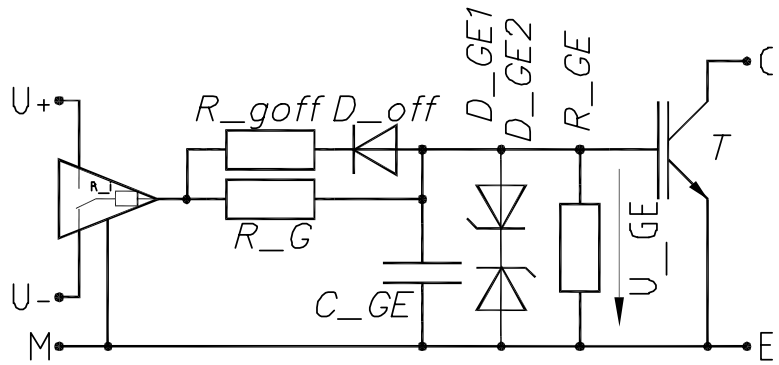 D_GE1
D_GE2
R_GE
C
U+
R_goff
D_off
T
R_i
R_G
U_GE
U-
C_GE
M
E